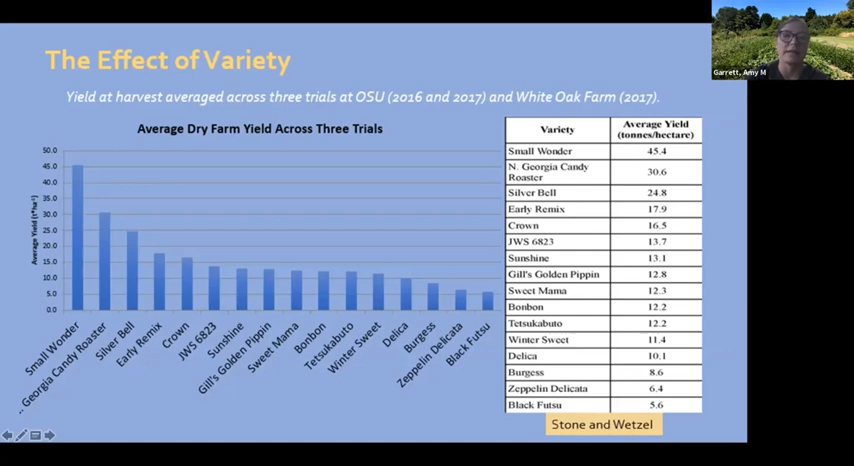 Garrett, Amy M
The Effect of Variety
Yield at harvest averaged across three trials at OSU (2016 and 2017) and White Oak Farm (2017).
Average Dry Farm Yield Across Three Trials
Average Yield (t*ha⁻¹)
50.0
45.0
40.0
35.0
30.0
25.0
20.0
15.0
10.0
5.0
0.0
Small Wonder
.. Georgia Candy Roaster
Silver Bell
Early Remix
Crown
JWS 6823
Sunshine
Gill's Golden Pippin
Sweet Mama
Bonbon
Tetsukabuto
Winter Sweet
Delica
Burgess
Zeppelin Delicata
Black Futsu
Variety
Average Yield
(tonnes/hectare)
Small Wonder 45.4
N. Georgia Candy
Roaster 30.6
Silver Bell 24.8
Early Remix 17.9
Crown 16.5
JWS 6823 13.7
Sunshine 13.1
Gill's Golden Pippin 12.8
Sweet Mama 12.3
Bonbon 12.2
Tetsukabuto 12.2
Winter Sweet 11.4
Delica 10.1
Burgess 8.6
Zeppelin Delicata 6.4
Black Futsu 5.6
Stone and Wetzel